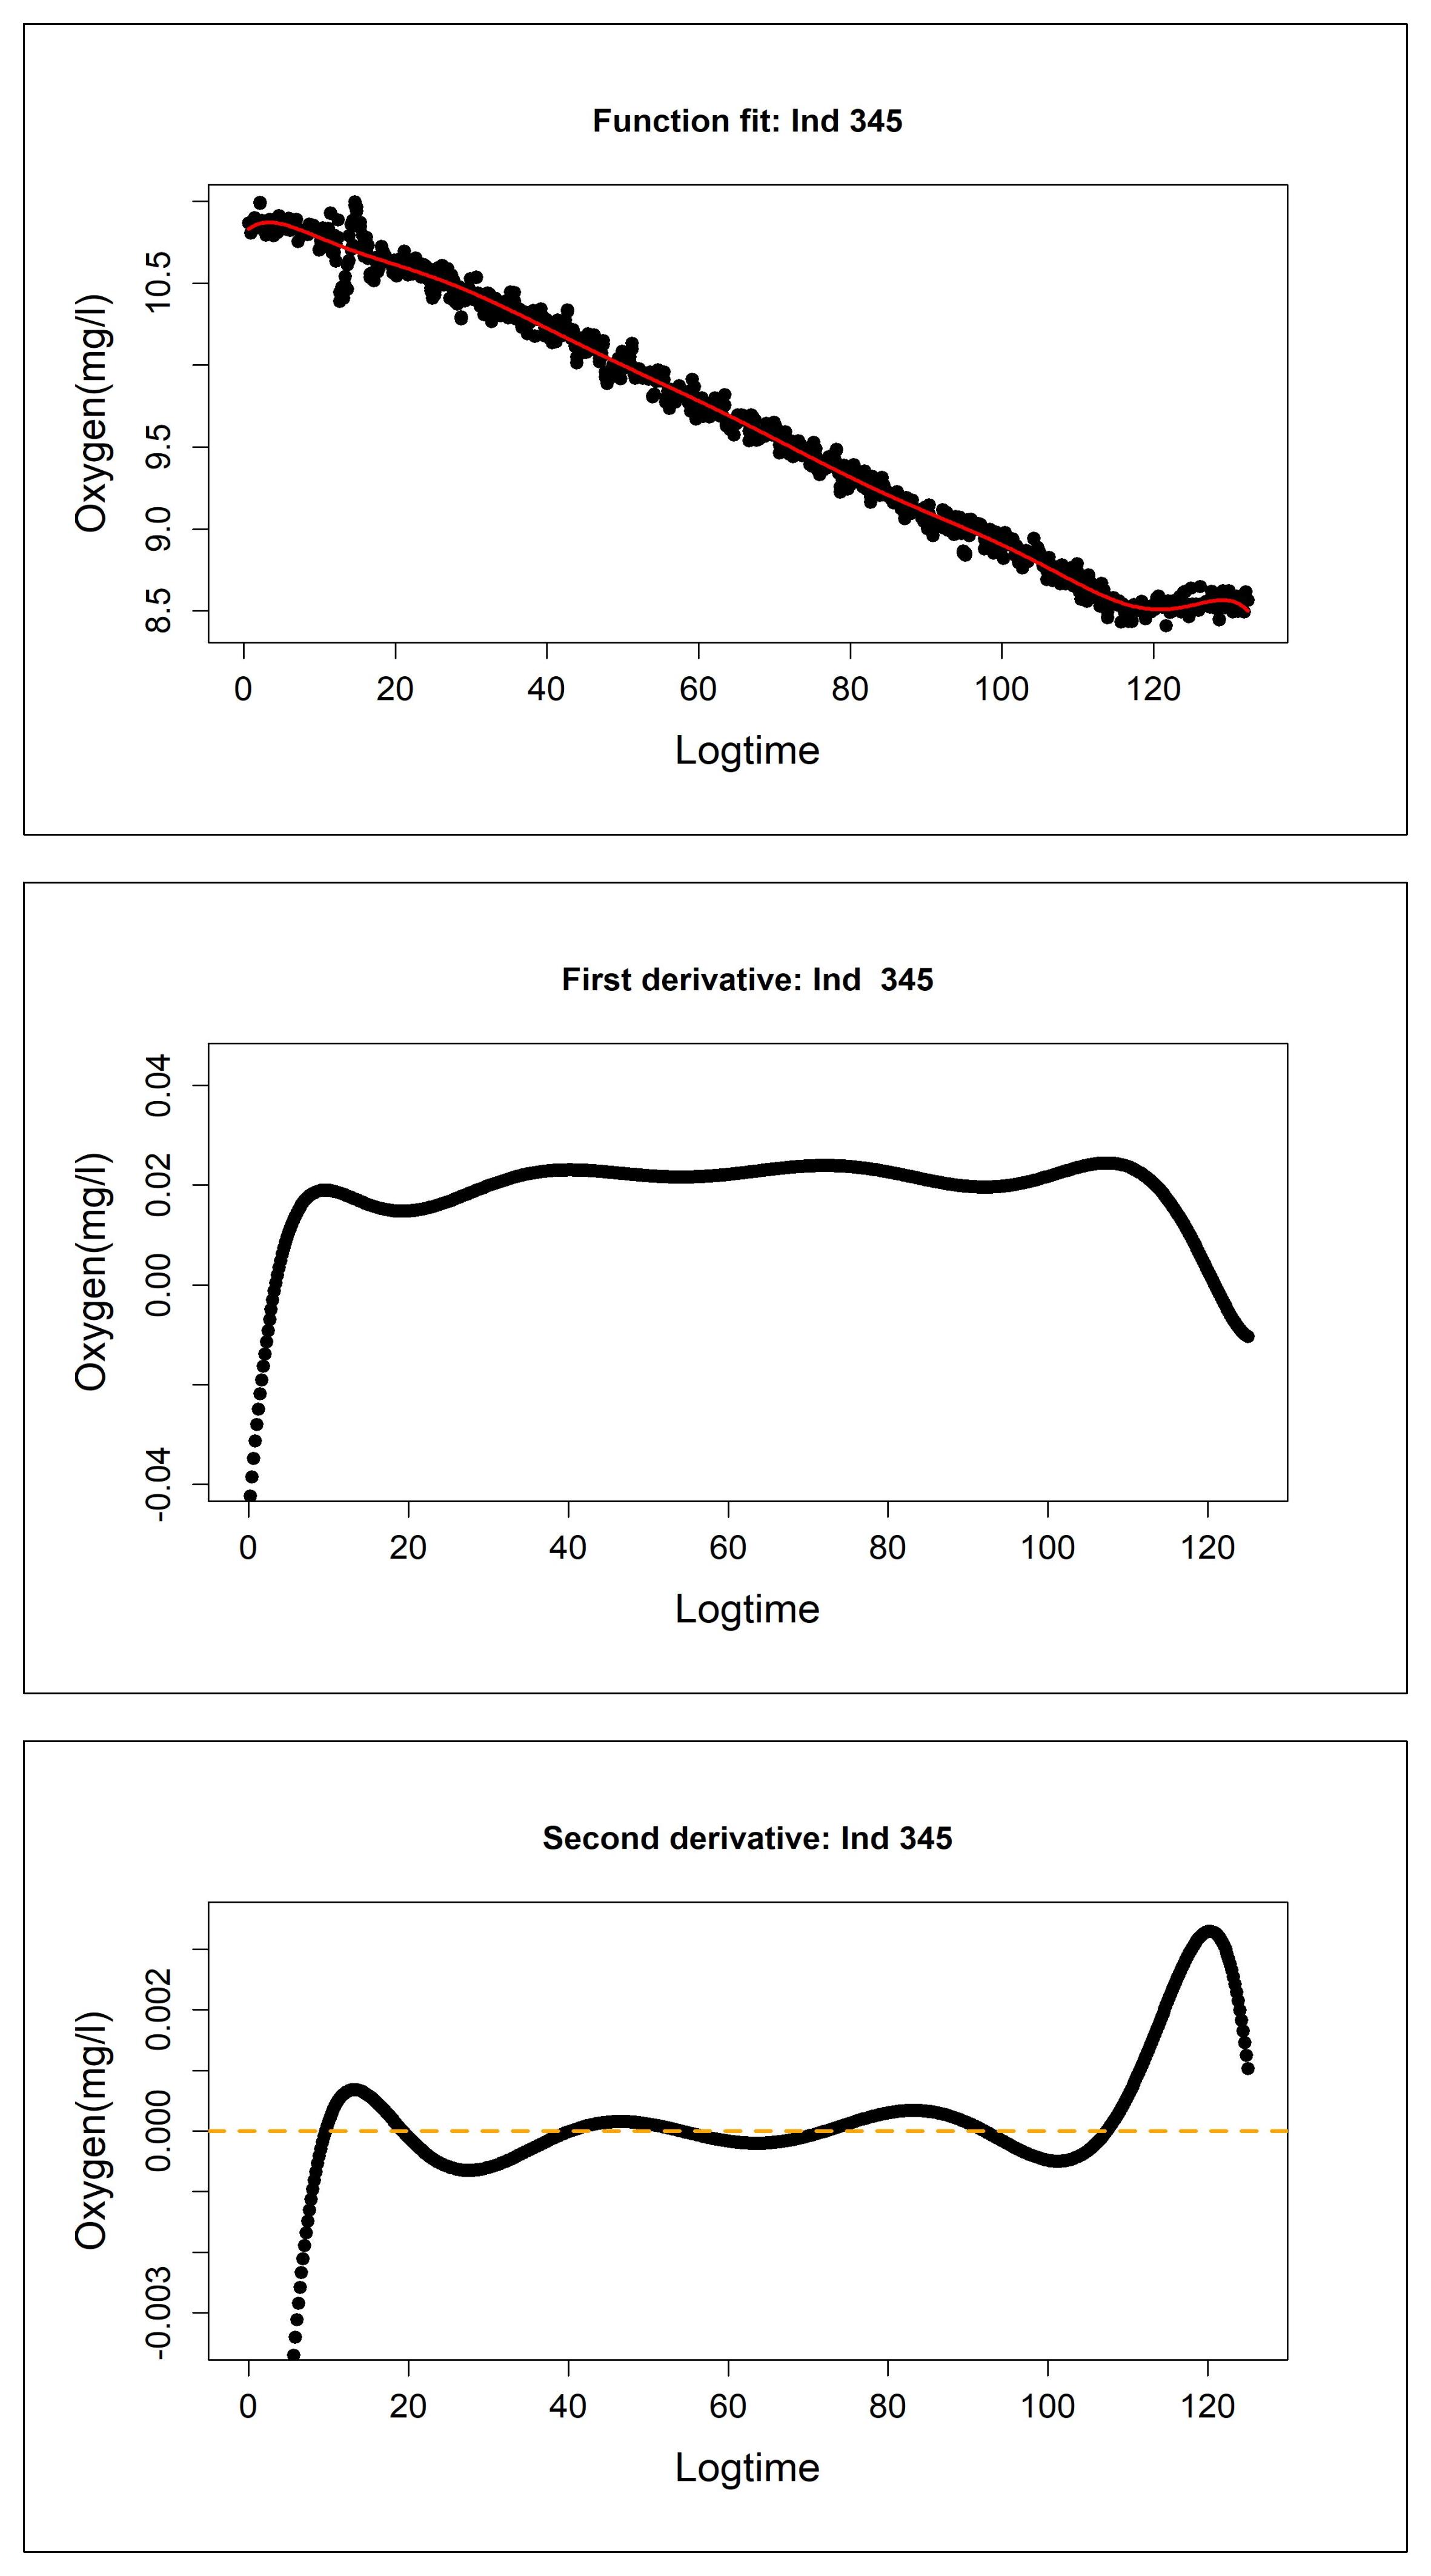 Function fit: Ind 345
Oxygen(mg/l)
10.5
9.5
9.0
8.5
0 20 40 60 80 100 120
Logtime
First derivative: Ind  345
Oxygen(mg/l)
0.04
0.02
0.00
-0.04
0 20 40 60 80 100 120
Logtime
Second derivative: Ind 345
Oxygen(mg/l)
0.002
0.000
-0.003
0 20 40 60 80 100 120
Logtime